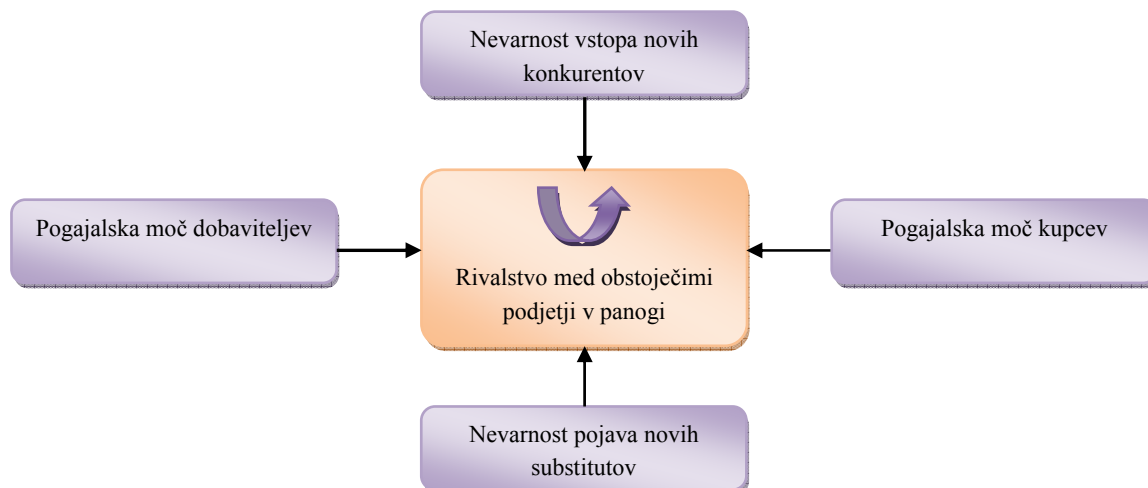 Nevarnost vstopa novih
konkurentov
Pogajalska moč dobaviteljev
Rivalstvo med obstoječimi
podjetji v panogi
Pogajalska moč kupcev
Nevarnost pojava novih
substitutov